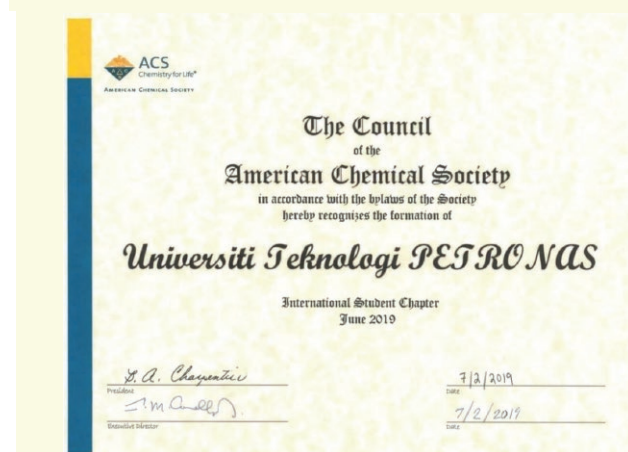 ACS
Chemistry for Life®
AMERICAN CHEMICAL SOCIETY
The Council
of the
American Chemical Society
in accordance with the bylaws of the Society
hereby recognizes the formation of
Universiti Teknologi PETRONAS
International Student Chapter
June 2019
7/2/2019
President
Date
7/2/2019
Executive Director
Date